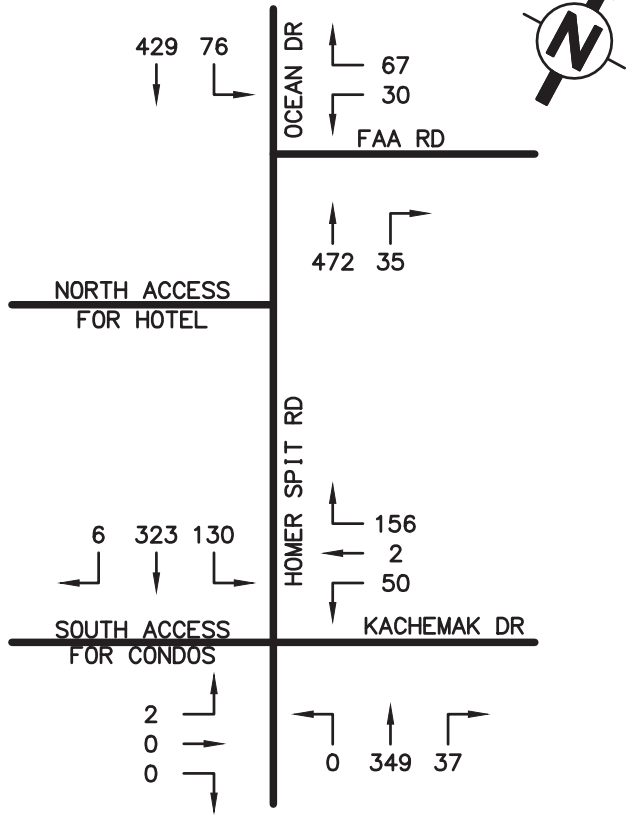 N
429 76
OCEAN DR
67
30
FAA RD
472 35
NORTH ACCESS
FOR HOTEL
HOMER SPIT RD
6 323 130
156
2
50
SOUTH ACCESS
FOR CONDOS
KACHEMAK DR
2
0
0
0 349 37